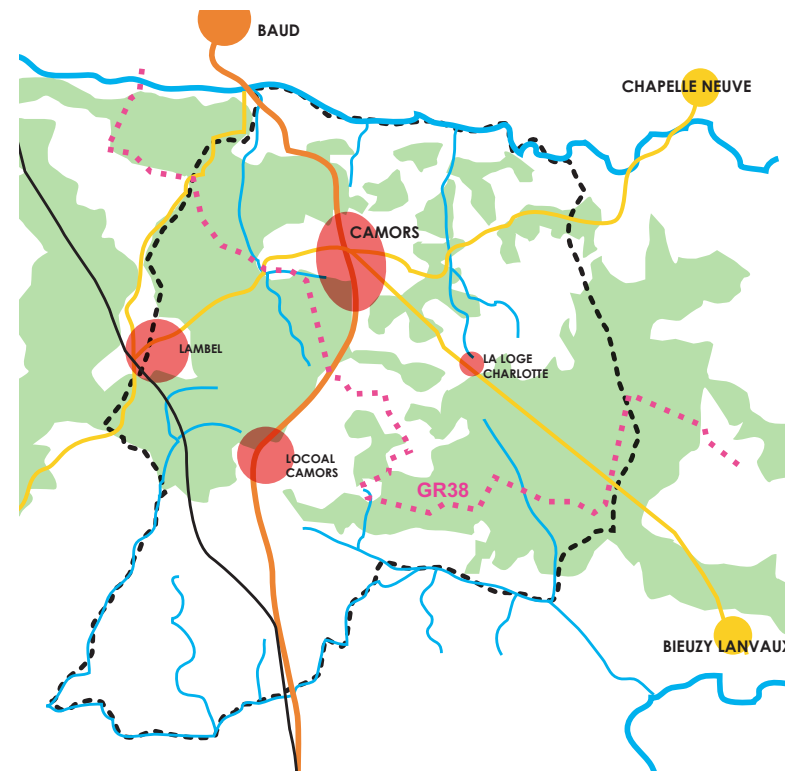 BAUD
CHAPELLE NEUVE
CAMORS
LAMBEL
LA LOGE
CHARLOTTE
LOCOAL
CAMORS
GR38
BIEUZY LANVAUX